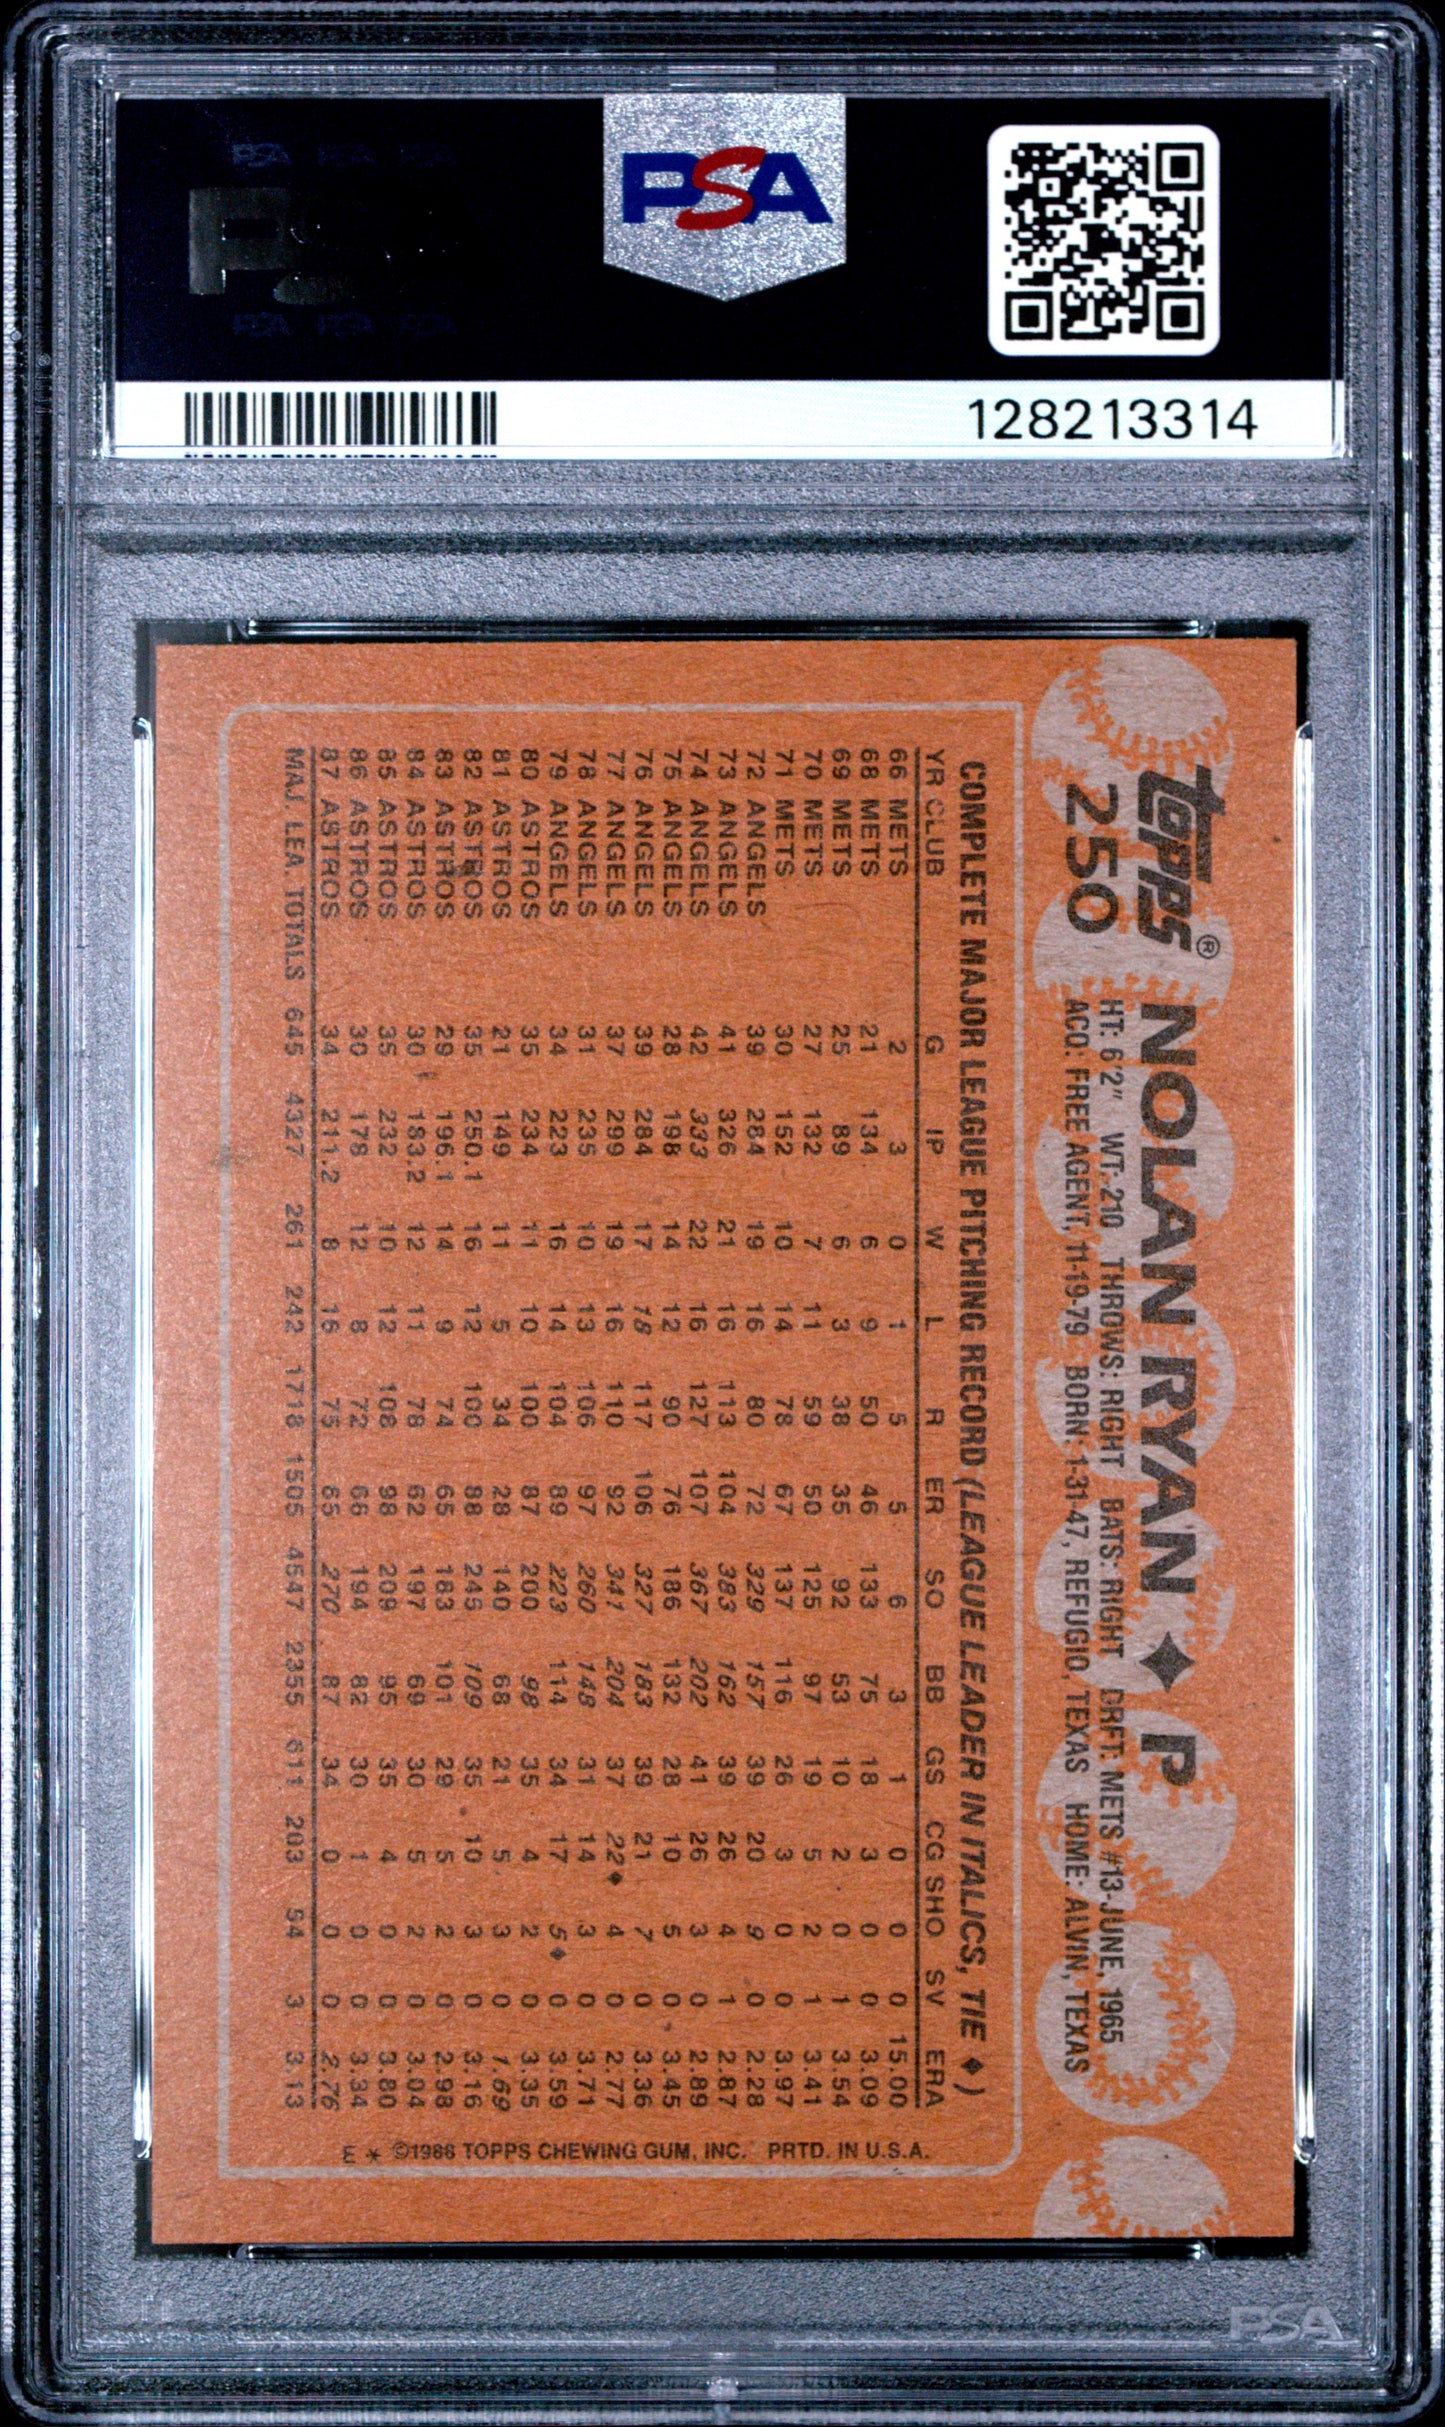 PSA
128213314
Topps®
250
NOLAN RYAN ◆ P
HT: 6'2" WT: 210 THROWS: RIGHT BATS: RIGHT DRFT: METS #13-JUNE, 1965
ACQ: FREE AGENT, 11-19-79 BORN: 1-31-47, REFUGIO, TEXAS HOME: ALVIN, TEXAS
COMPLETE MAJOR LEAGUE PITCHING RECORD (LEAGUE LEADER IN ITALICS, TIE ◆)
YR CLUB G IP W L R ER SO BB GS CG SHO SV ERA
66 METS 2 3 0 1 5 5 6 3 1 0 0 0 15.00
68 METS 21 134 6 9 50 46 133 75 18 3 0 0 3.09
69 METS 25 89 6 3 38 35 92 53 10 2 0 1 3.54
70 METS 27 132 7 11 59 50 125 97 19 5 2 1 3.41
71 METS 30 152 10 14 78 67 137 116 26 3 0 0 3.97
72 ANGELS 39 284 19 16 80 72 329 157 39 20 9 0 2.28
73 ANGELS 41 326 21 16 113 104 383 162 39 26 4 1 2.87
74 ANGELS 42 333 22 16 127 107 367 202 41 26 3 0 2.89
75 ANGELS 28 198 14 12 90 76 186 132 28 10 5 0 3.45
76 ANGELS 39 284 17 18 117 106 327 183 39 21 7 0 3.36
77 ANGELS 37 299 19 16 110 92 341 204 37 22◆ 4 0 2.77
78 ANGELS 31 235 10 13 106 97 260 148 31 14 3 0 3.71
79 ANGELS 34 223 16 14 104 89 223 114 34 17 5◆ 0 3.59
80 ASTROS 35 234 11 10 100 87 200 98 35 4 2 0 3.35
81 ASTROS 21 149 11 5 34 28 140 68 21 5 3 0 1.69
82 ASTROS 35 250.1 16 12 100 88 245 109 35 10 3 0 3.16
83 ASTROS 29 196.1 14 9 74 65 183 101 29 5 2 0 2.98
84 ASTROS 30 183.2 12 11 78 62 197 69 30 5 2 0 3.04
85 ASTROS 35 232 10 12 108 98 209 95 35 4 0 0 3.80
86 ASTROS 30 178 12 8 72 66 194 82 30 1 0 0 3.34
87 ASTROS 34 211.2 8 16 75 65 270 87 34 0 0 0 2.76
MAJ. LEA. TOTALS 645 4327 261 242 1718 1505 4547 2355 611 203 54 3 3.13
E * ©1988 TOPPS CHEWING GUM, INC. PRTD. IN U.S.A.
PSA